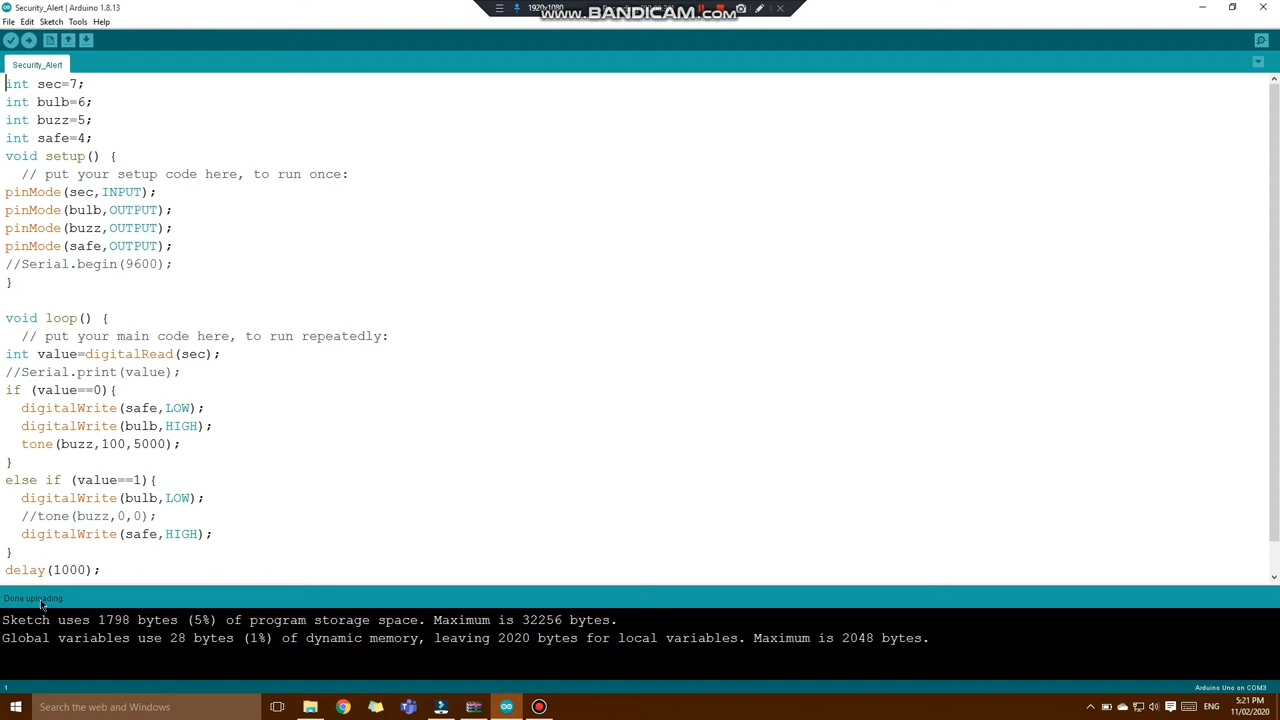 Security_Alert | Arduino 1.8.13
1920x1080
www.BANDICAM.com
File Edit Sketch Tools Help
Security_Alert
int sec=7;
int bulb=6;
int buzz=5;
int safe=4;
void setup() {
// put your setup code here, to run once:
pinMode(sec,INPUT);
pinMode(bulb,OUTPUT);
pinMode(buzz,OUTPUT);
pinMode(safe,OUTPUT);
//Serial.begin(9600);
}
void loop() {
// put your main code here, to run repeatedly:
int value=digitalRead(sec);
//Serial.print(value);
if (value==0){
digitalWrite(safe,LOW);
digitalWrite(bulb,HIGH);
tone(buzz,100,5000);
}
else if (value==1){
digitalWrite(bulb,LOW);
//tone(buzz,0,0);
digitalWrite(safe,HIGH);
}
delay(1000);
Done uploading.
Sketch uses 1798 bytes (5%) of program storage space. Maximum is 32256 bytes.
Global variables use 28 bytes (1%) of dynamic memory, leaving 2020 bytes for local variables. Maximum is 2048 bytes.
1
Arduino Uno on COM3
Search the web and Windows
ENG
5:21 PM
11/02/2020